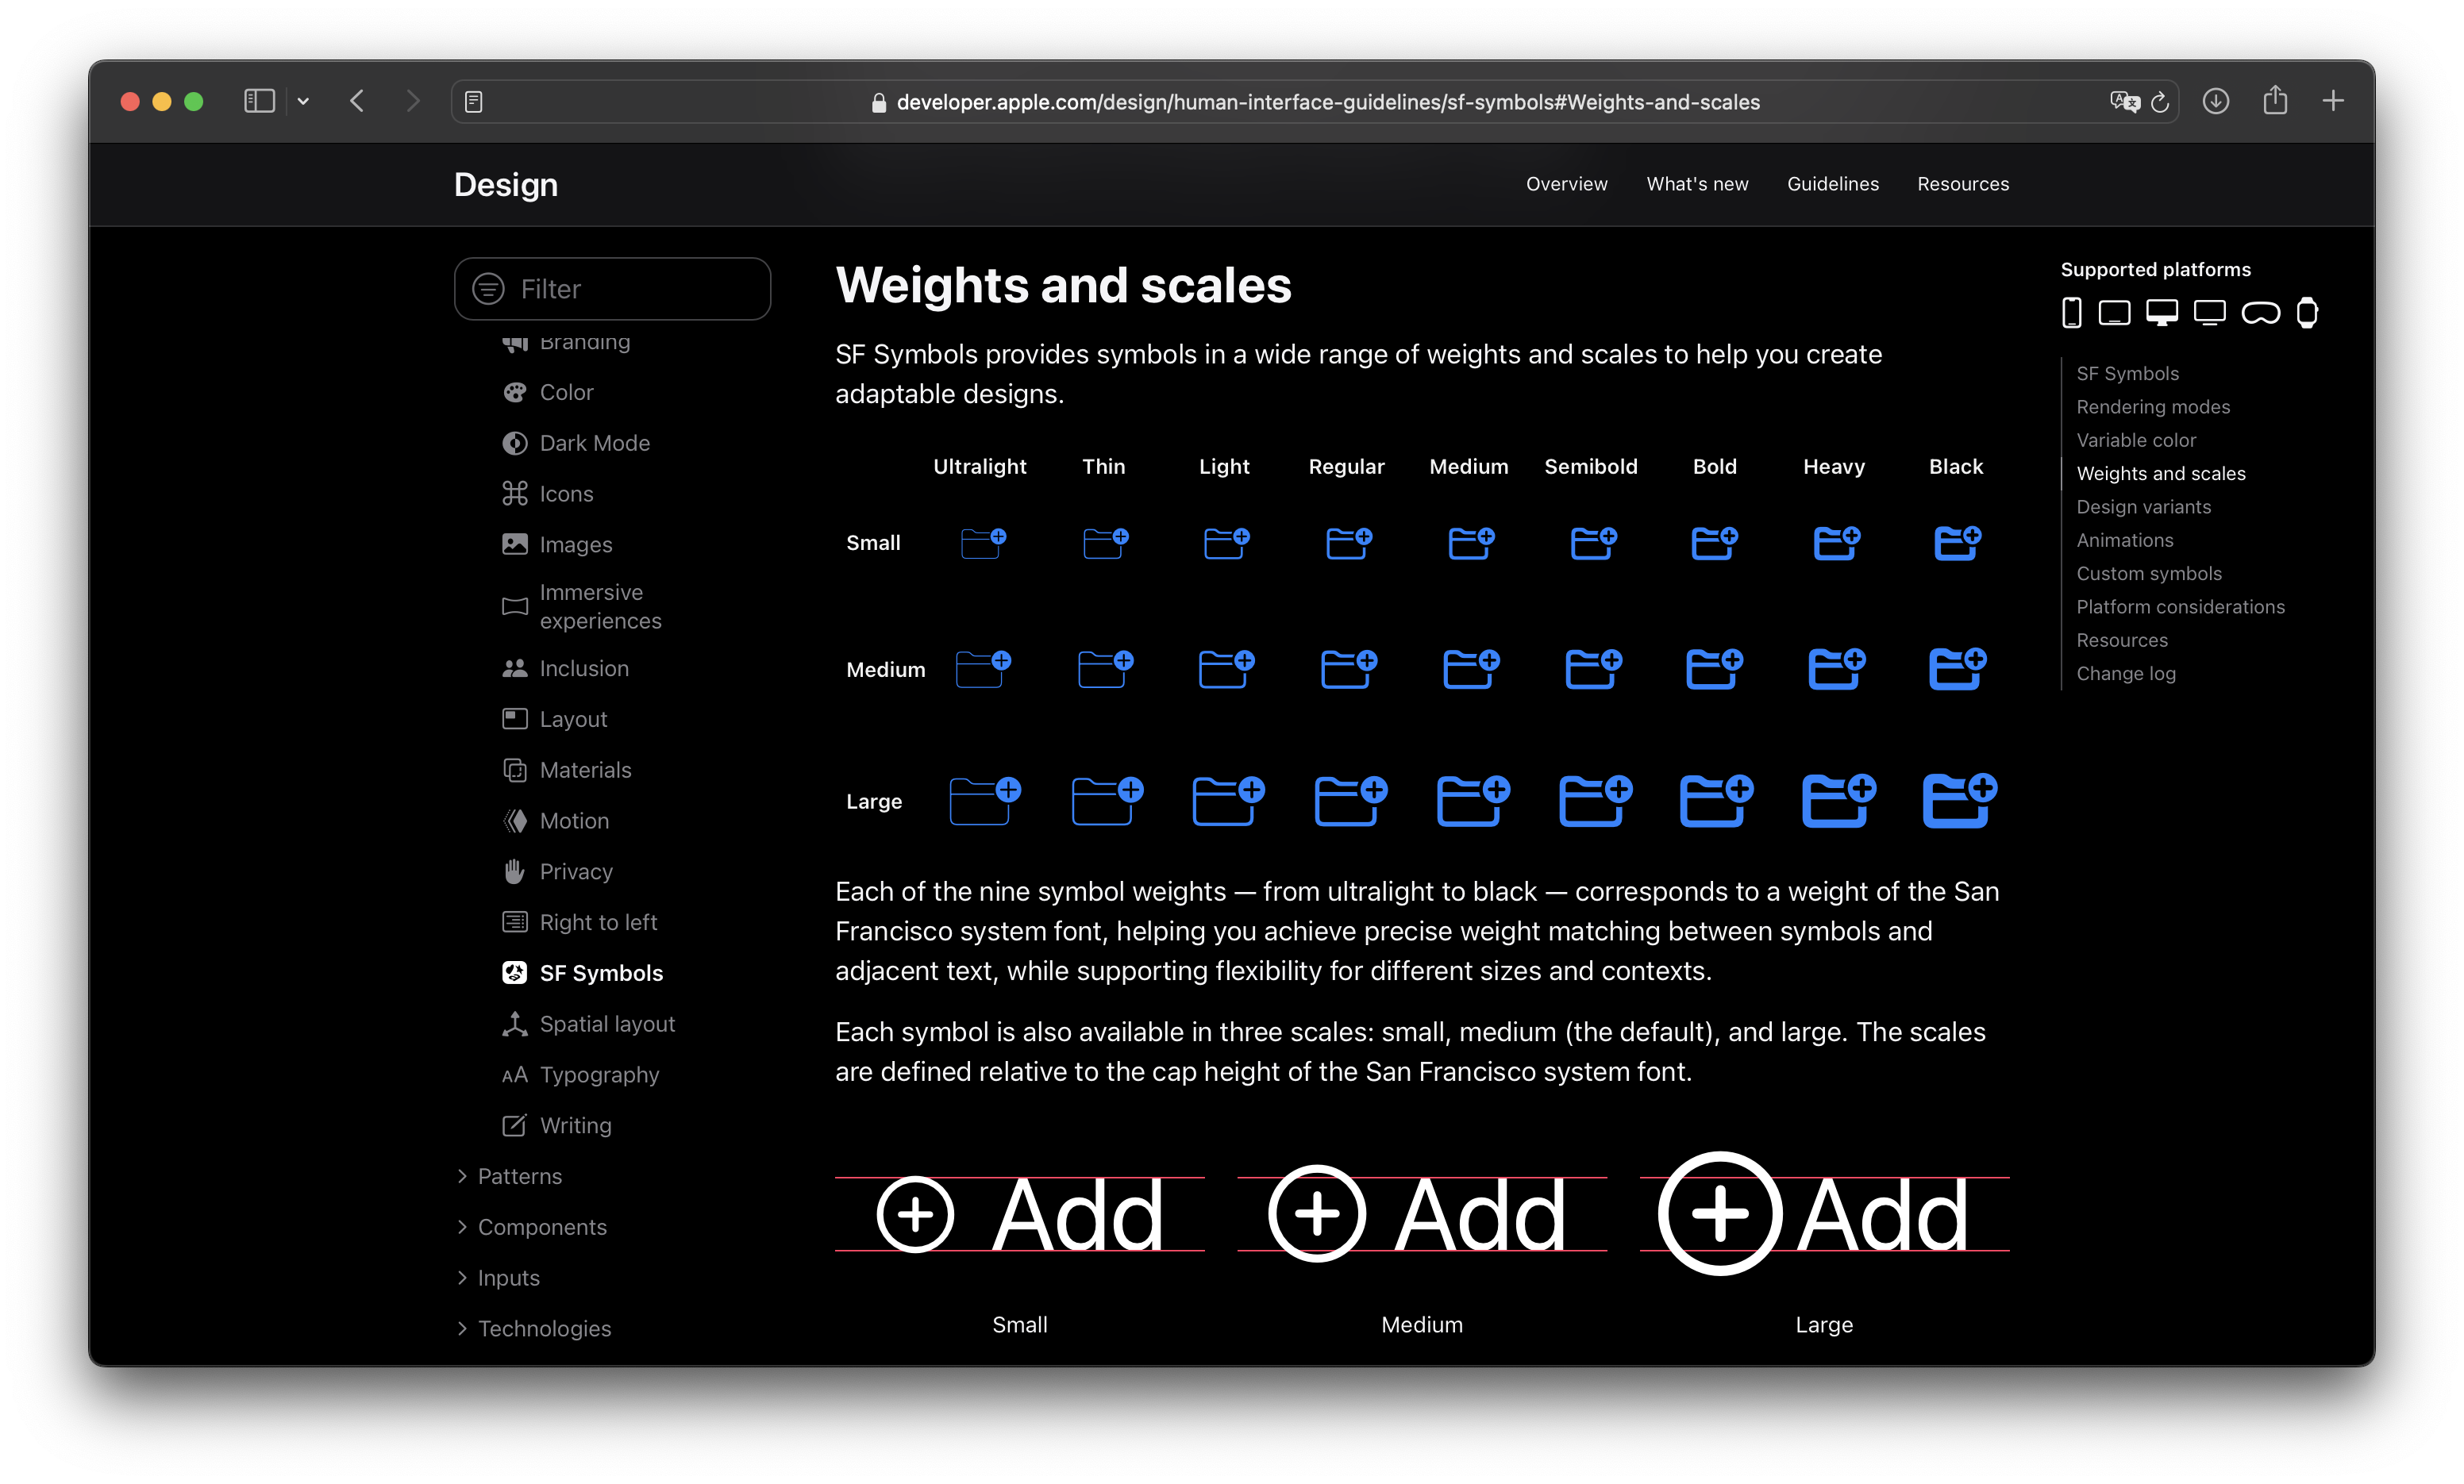 developer.apple.com/design/human-interface-guidelines/sf-symbols#Weights-and-scales
Design
Overview
What's new
Guidelines
Resources
Filter
Branding
Color
Dark Mode
Icons
Images
Immersive
experiences
Inclusion
Layout
Materials
Motion
Privacy
Right to left
SF Symbols
Spatial layout
Typography
Writing
Patterns
Components
Inputs
Technologies
Weights and scales
SF Symbols provides symbols in a wide range of weights and scales to help you create
adaptable designs.
Ultralight Thin Light Regular Medium Semibold Bold Heavy Black
Small
Medium
Large
Each of the nine symbol weights — from ultralight to black — corresponds to a weight of the San
Francisco system font, helping you achieve precise weight matching between symbols and
adjacent text, while supporting flexibility for different sizes and contexts.
Each symbol is also available in three scales: small, medium (the default), and large. The scales
are defined relative to the cap height of the San Francisco system font.
Add Add Add
Small Medium Large
Supported platforms
SF Symbols
Rendering modes
Variable color
Weights and scales
Design variants
Animations
Custom symbols
Platform considerations
Resources
Change log